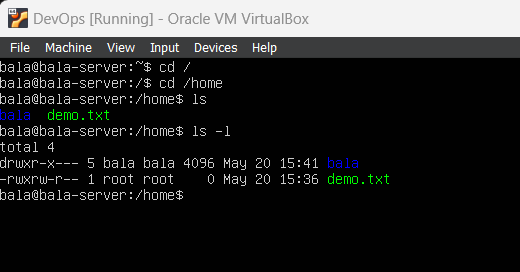 DevOps [Running] - Oracle VM VirtualBox
File Machine View Input Devices Help
bala@bala-server:~$ cd /
bala@bala-server:/$ cd /home
bala@bala-server:/home$ ls
bala  demo.txt
bala@bala-server:/home$ ls -l
total 4
drwxr-x--- 5 bala bala 4096 May 20 15:41 bala
-rwxrw-r-- 1 root root    0 May 20 15:36 demo.txt
bala@bala-server:/home$